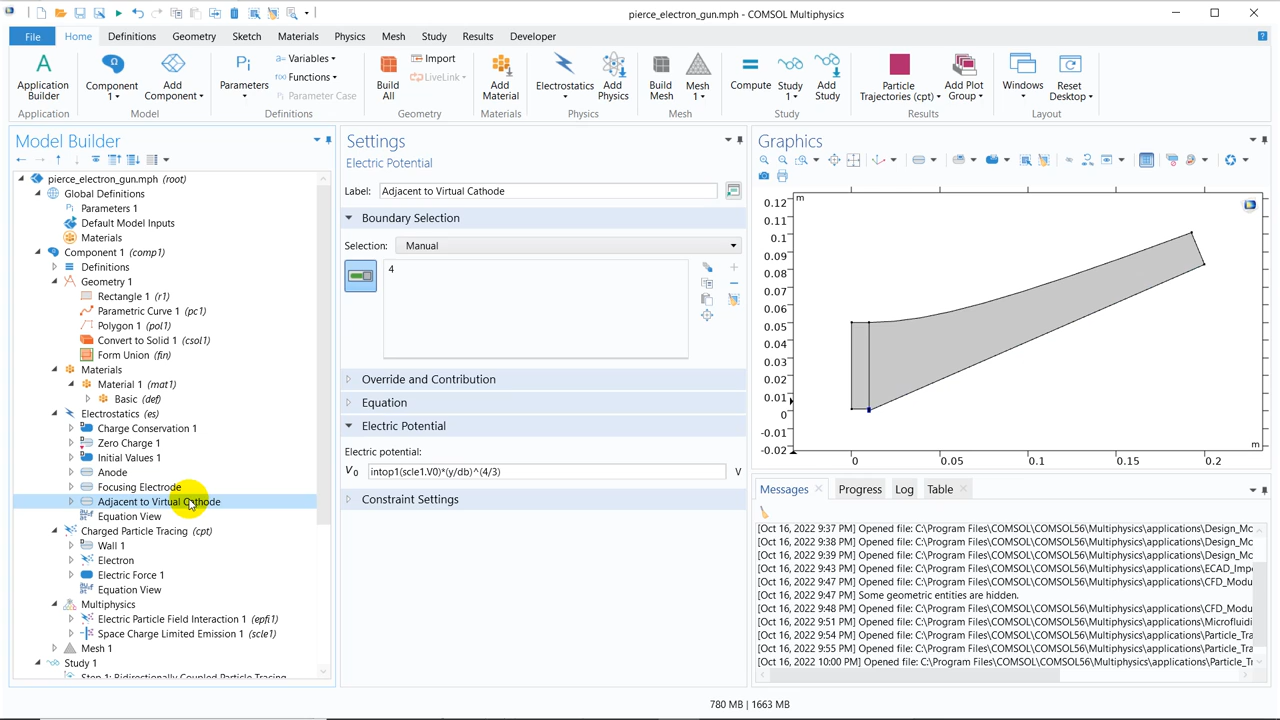 pierce_electron_gun.mph - COMSOL Multiphysics
File Home Definitions Geometry Sketch Materials Physics Mesh Study Results Developer
Application Builder
Component 1
Add Component
Parameters
Variables
Functions
Parameter Case
Import
LiveLink
Build All
Add Material
Electrostatics
Add Physics
Build Mesh
Mesh 1
Compute
Study 1
Add Study
Particle Trajectories (cpt)
Add Plot Group
Windows
Reset Desktop
Application Model Definitions Geometry Materials Physics Mesh Study Results Layout
Model Builder
pierce_electron_gun.mph (root)
Global Definitions
Parameters 1
Default Model Inputs
Materials
Component 1 (comp1)
Definitions
Geometry 1
Rectangle 1 (r1)
Parametric Curve 1 (pc1)
Polygon 1 (pol1)
Convert to Solid 1 (csol1)
Form Union (fin)
Materials
Material 1 (mat1)
Basic (def)
Electrostatics (es)
Charge Conservation 1
Zero Charge 1
Initial Values 1
Anode
Focusing Electrode
Adjacent to Virtual Cathode
Equation View
Charged Particle Tracing (cpt)
Wall 1
Electron
Electric Force 1
Equation View
Multiphysics
Electric Particle Field Interaction 1 (epfi1)
Space Charge Limited Emission 1 (scle1)
Mesh 1
Study 1
Step 1: Bidirectionally Coupled Particle Tracing
Settings
Electric Potential
Label: Adjacent to Virtual Cathode
Boundary Selection
Selection: Manual
4
Override and Contribution
Equation
Electric Potential
Electric potential:
V0 intop1(scle1.V0)*(y/db)^(4/3) V
Constraint Settings
Graphics
m
0.12
0.11
0.1
0.09
0.08
0.07
0.06
0.05
0.04
0.03
0.02
0.01
0
-0.01
-0.02
0 0.05 0.1 0.15 0.2
m
Messages Progress Log Table
[Oct 16, 2022 9:37 PM] Opened file: C:\Program Files\COMSOL\COMSOL56\Multiphysics\applications\Design_Mo
[Oct 16, 2022 9:38 PM] Opened file: C:\Program Files\COMSOL\COMSOL56\Multiphysics\applications\Design_Mc
[Oct 16, 2022 9:39 PM] Opened file: C:\Program Files\COMSOL\COMSOL56\Multiphysics\applications\Design_Mc
[Oct 16, 2022 9:43 PM] Opened file: C:\Program Files\COMSOL\COMSOL56\Multiphysics\applications\ECAD_Impo
[Oct 16, 2022 9:47 PM] Opened file: C:\Program Files\COMSOL\COMSOL56\Multiphysics\applications\CFD_Modul
[Oct 16, 2022 9:47 PM] Some geometric entities are hidden.
[Oct 16, 2022 9:48 PM] Opened file: C:\Program Files\COMSOL\COMSOL56\Multiphysics\applications\CFD_Modu
[Oct 16, 2022 9:51 PM] Opened file: C:\Program Files\COMSOL\COMSOL56\Multiphysics\applications\Microfluidi
[Oct 16, 2022 9:54 PM] Opened file: C:\Program Files\COMSOL\COMSOL56\Multiphysics\applications\Particle_Tra
[Oct 16, 2022 9:55 PM] Opened file: C:\Program Files\COMSOL\COMSOL56\Multiphysics\applications\Particle_Tra
[Oct 16, 2022 10:00 PM] Opened file: C:\Program Files\COMSOL\COMSOL56\Multiphysics\applications\Particle_T
780 MB | 1663 MB